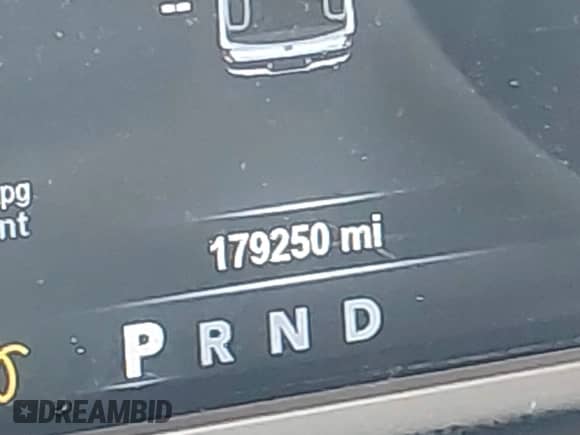 --
pg
nt
179250 mi
P R N D
DREAMBID